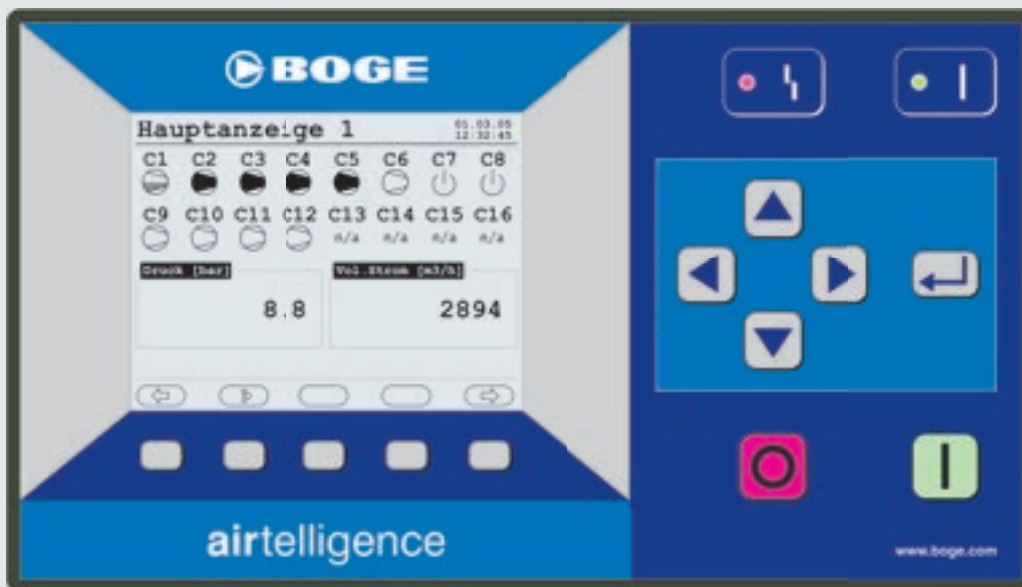 BOGE
Hauptanzeige 1
01.03.05
12:32:45
C1 C2 C3 C4 C5 C6 C7 C8
C9 C10 C11 C12 C13 C14 C15 C16
n/a n/a n/a n/a
Druck [bar] Vol.Strom [m3/h]
8.8 2894
airtelligence
www.boge.com